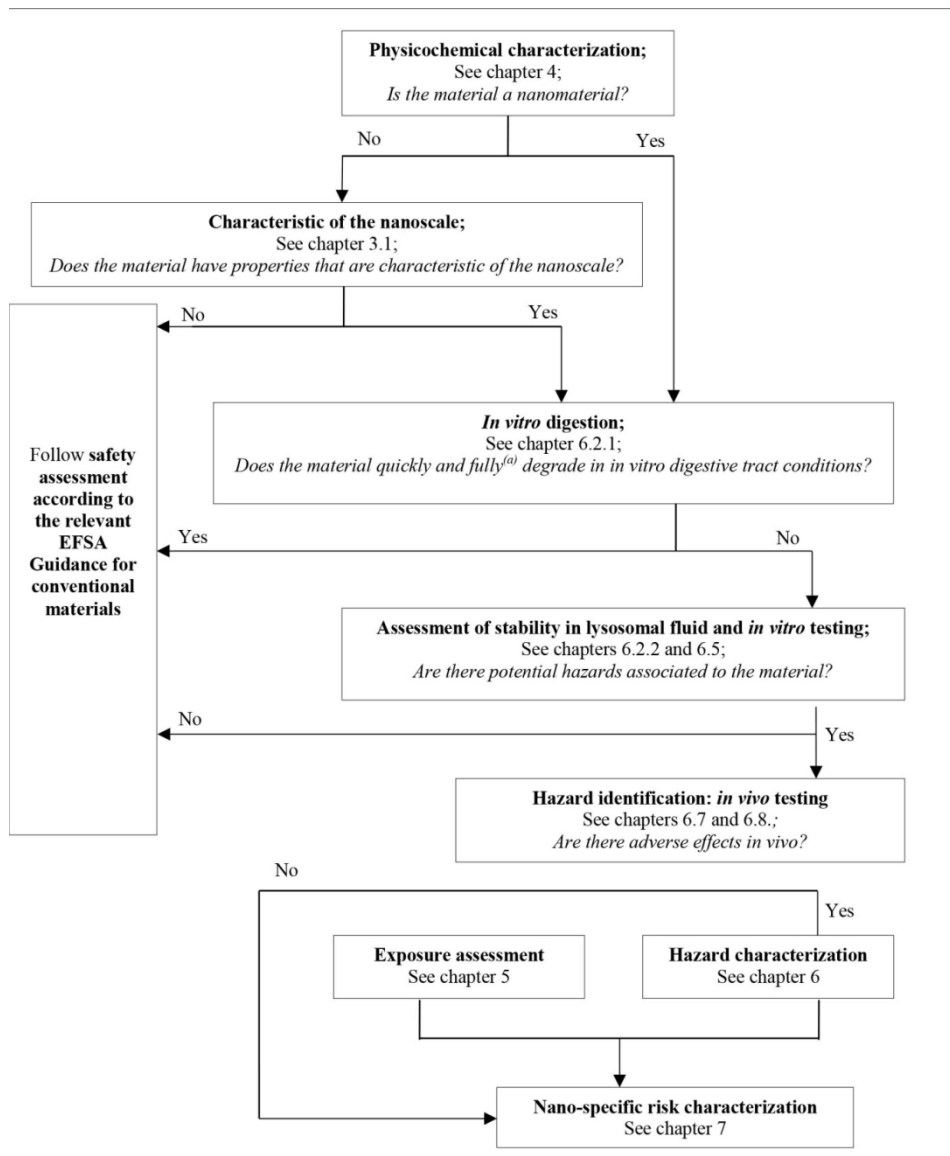 Physicochemical characterization;
See chapter 4;
Is the material a nanomaterial?
No
Yes
Characteristic of the nanoscale;
See chapter 3.1;
Does the material have properties that are characteristic of the nanoscale?
No
Yes
In vitro digestion;
See chapter 6.2.1;
Does the material quickly and fully(a) degrade in in vitro digestive tract conditions?
Follow safety
assessment
according to
the relevant
EFSA
Guidance for
conventional
materials
Yes
No
Assessment of stability in lysosomal fluid and in vitro testing;
See chapters 6.2.2 and 6.5;
Are there potential hazards associated to the material?
No
Yes
Hazard identification: in vivo testing
See chapters 6.7 and 6.8.;
Are there adverse effects in vivo?
No
Yes
Exposure assessment
See chapter 5
Hazard characterization
See chapter 6
Nano-specific risk characterization
See chapter 7